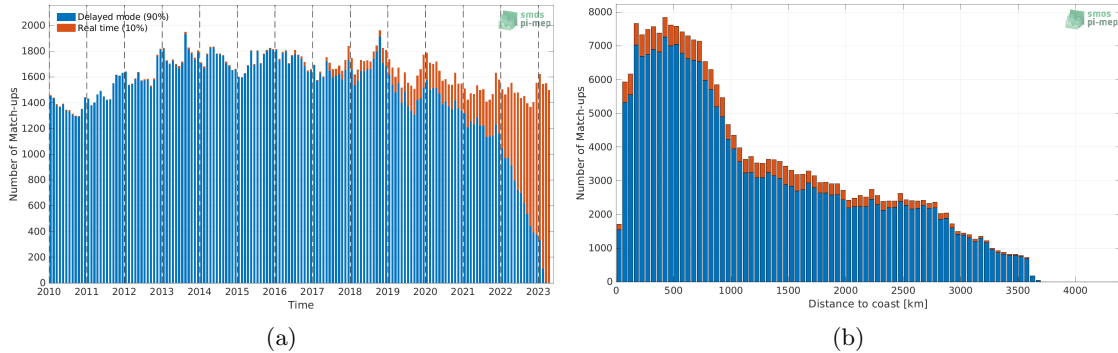 2000
1800
1600
1400
1200
1000
800
600
400
200
0
Number of Match-ups
Delayed mode (90%)
Real time (10%)
smos
pi-mep
2010 2011 2012 2013 2014 2015 2016 2017 2018 2019 2020 2021 2022 2023
Time
(a)
8000
7000
6000
5000
4000
3000
2000
1000
0
Number of Match-ups
smos
pi-mep
0 500 1000 1500 2000 2500 3000 3500 4000
Distance to coast [km]
(b)